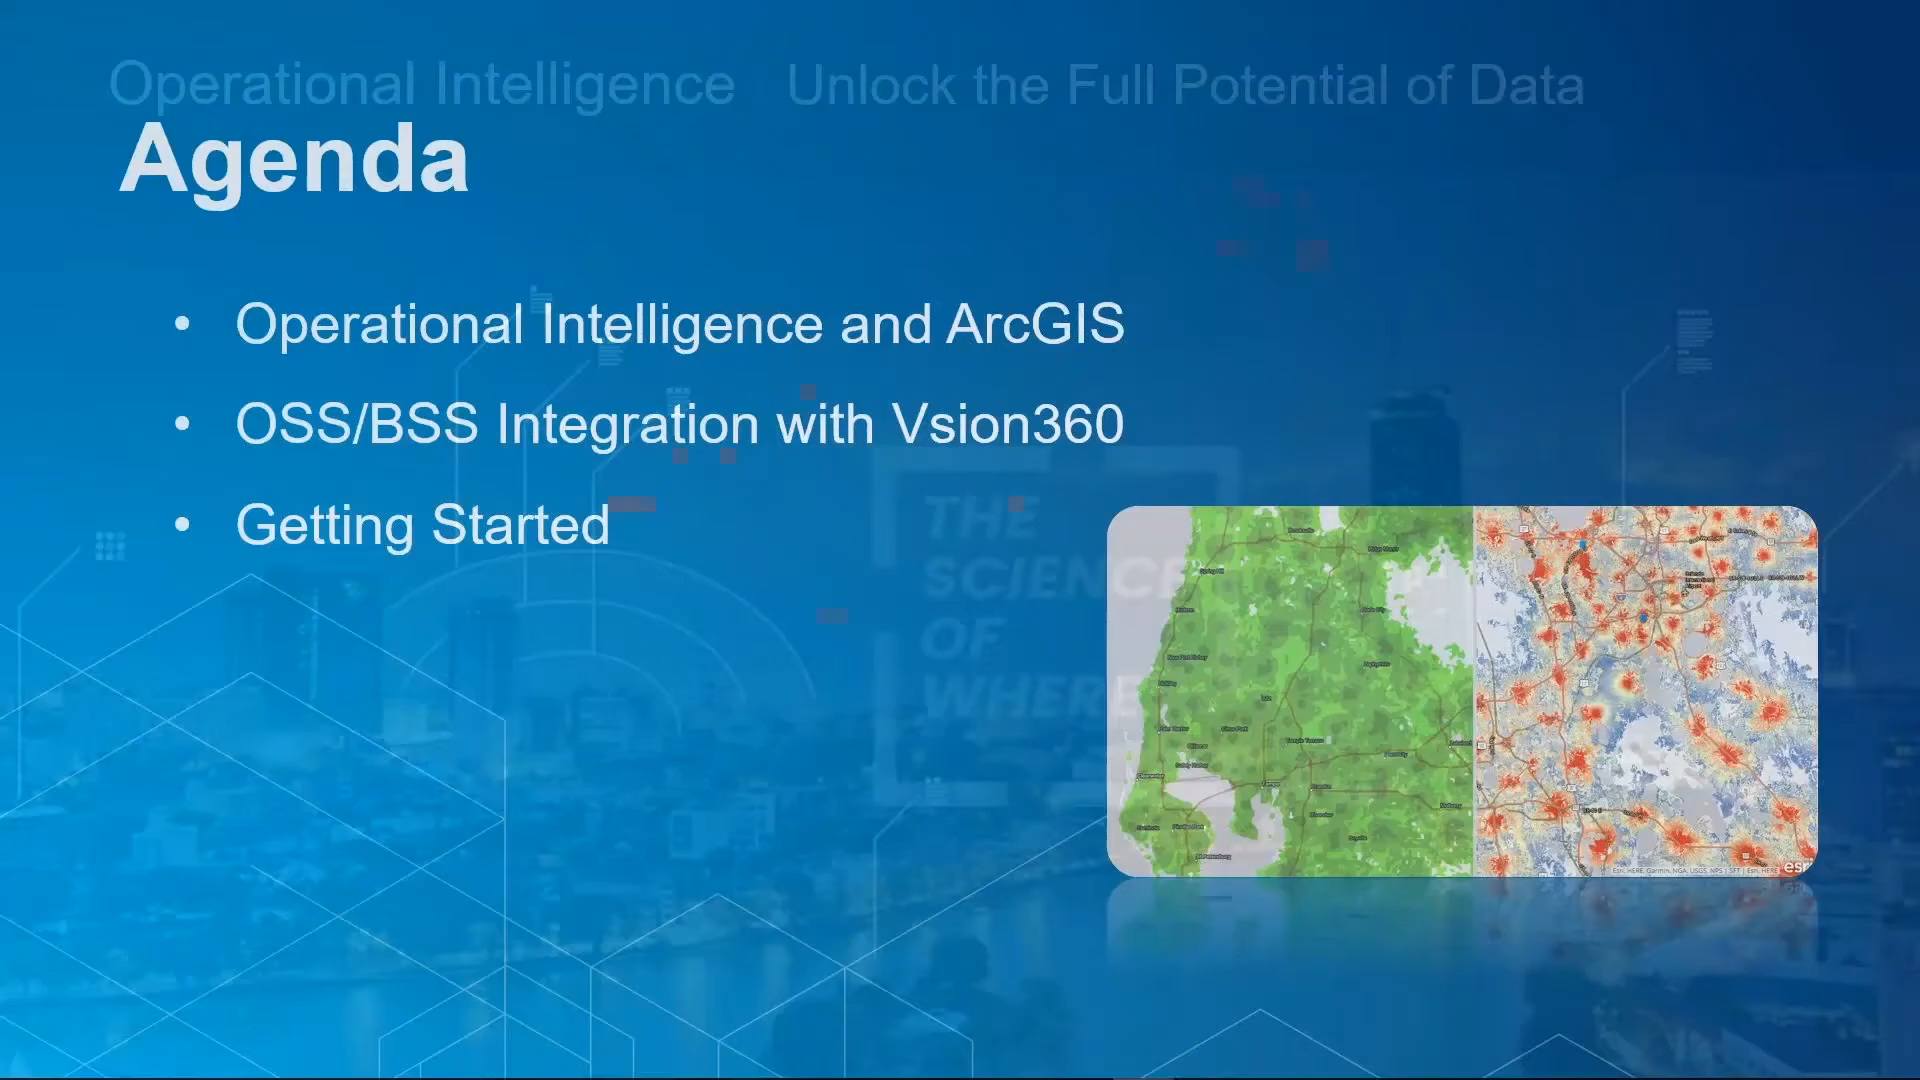 Operational Intelligence Unlock the Full Potential of Data
Agenda
• Operational Intelligence and ArcGIS
• OSS/BSS Integration with Vsion360
• Getting Started
THE
SCIENCE
OF
WHERE
esri